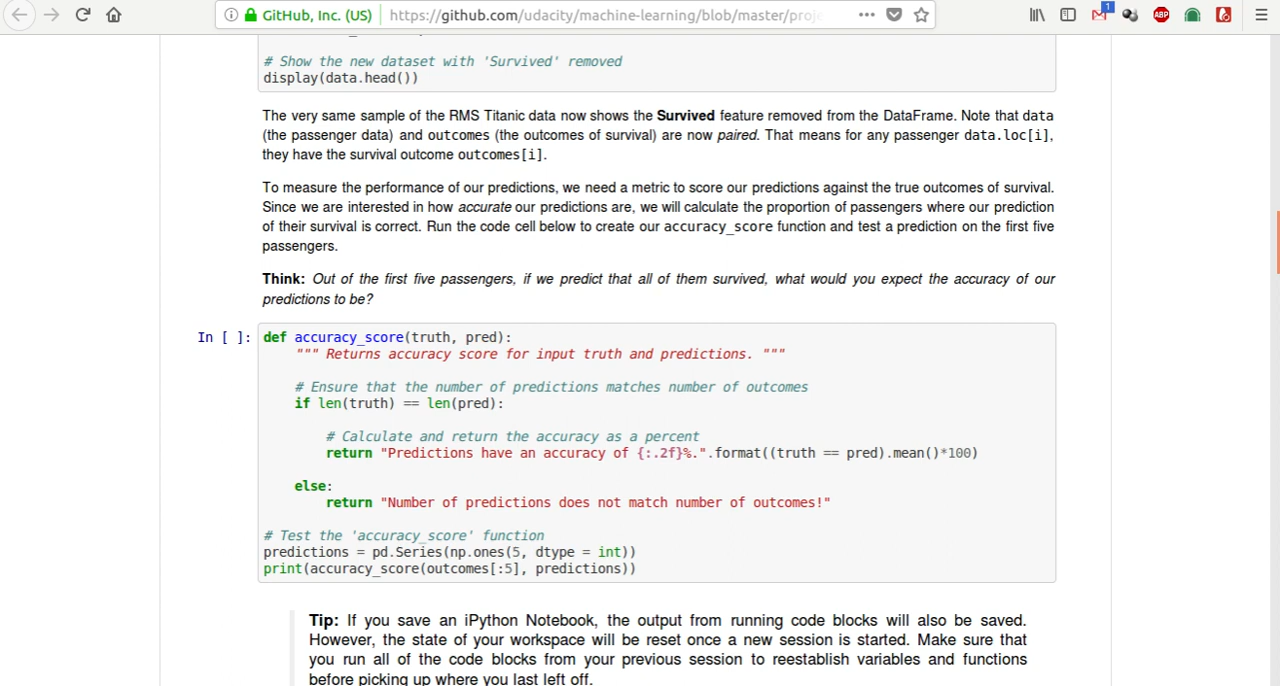 GitHub, Inc. (US) https://github.com/udacity/machine-learning/blob/master/proj
1
ABP
# Show the new dataset with 'Survived' removed
display(data.head())
The very same sample of the RMS Titanic data now shows the Survived feature removed from the DataFrame. Note that data
(the passenger data) and outcomes (the outcomes of survival) are now paired. That means for any passenger data.loc[i],
they have the survival outcome outcomes[i].
To measure the performance of our predictions, we need a metric to score our predictions against the true outcomes of survival.
Since we are interested in how accurate our predictions are, we will calculate the proportion of passengers where our prediction
of their survival is correct. Run the code cell below to create our accuracy_score function and test a prediction on the first five
passengers.
Think: Out of the first five passengers, if we predict that all of them survived, what would you expect the accuracy of our
predictions to be?
In [ ]: def accuracy_score(truth, pred):
""" Returns accuracy score for input truth and predictions. """
# Ensure that the number of predictions matches number of outcomes
if len(truth) == len(pred):
# Calculate and return the accuracy as a percent
return "Predictions have an accuracy of {:.2f}%.".format((truth == pred).mean()*100)
else:
return "Number of predictions does not match number of outcomes!"
# Test the 'accuracy_score' function
predictions = pd.Series(np.ones(5, dtype = int))
print(accuracy_score(outcomes[:5], predictions))
Tip: If you save an iPython Notebook, the output from running code blocks will also be saved.
However, the state of your workspace will be reset once a new session is started. Make sure that
you run all of the code blocks from your previous session to reestablish variables and functions
before picking up where you last left off.